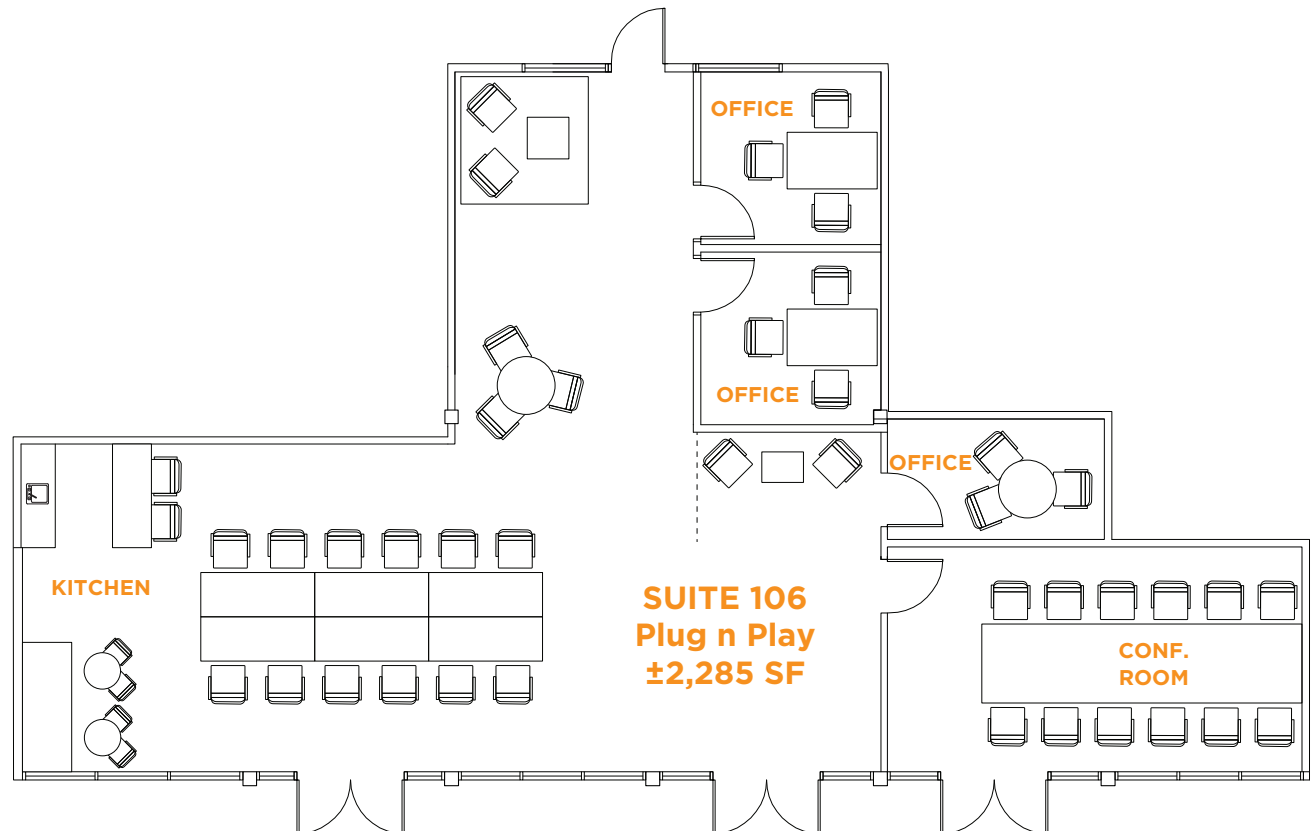 OFFICE
OFFICE
OFFICE
KITCHEN
SUITE 106
Plug n Play
±2,285 SF
CONF.
ROOM